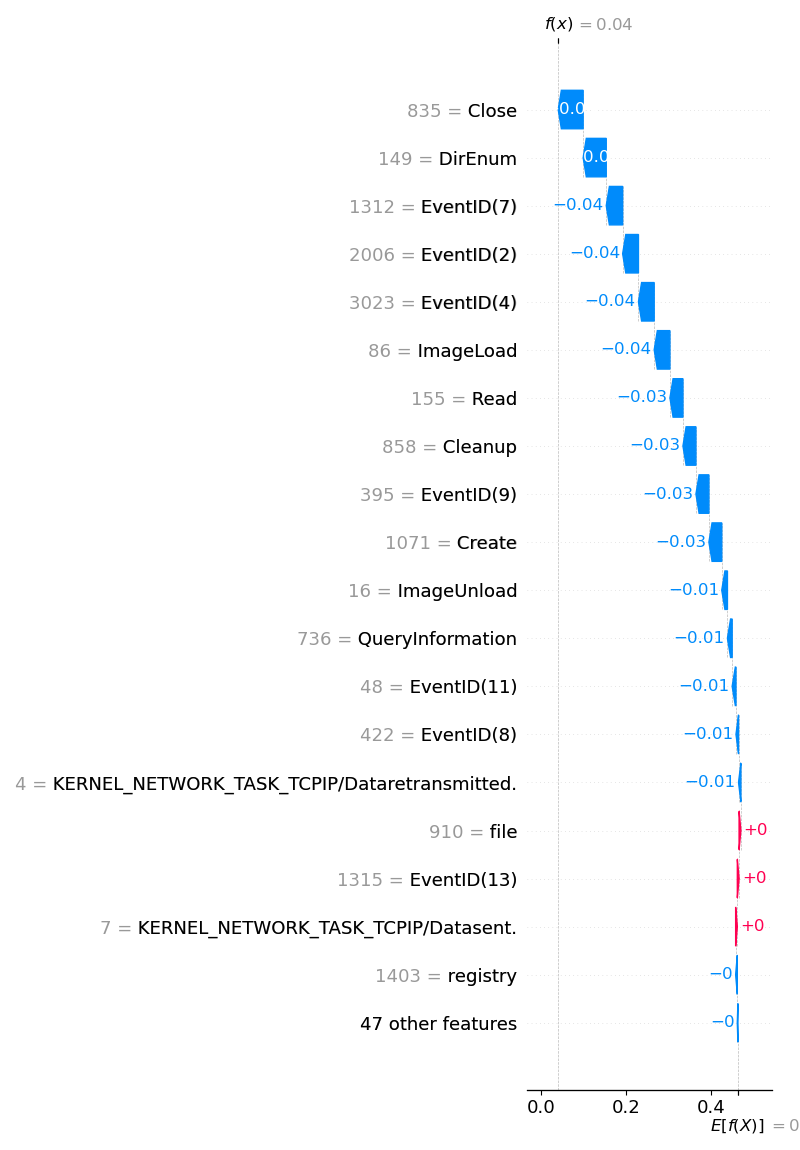 f(x) = 0.04
835 = Close
0.0
149 = DirEnum
0.0
1312 = EventID(7) −0.04
2006 = EventID(2) −0.04
3023 = EventID(4) −0.04
86 = ImageLoad −0.04
155 = Read −0.03
858 = Cleanup −0.03
395 = EventID(9) −0.03
1071 = Create −0.03
16 = ImageUnload −0.01
736 = QueryInformation −0.01
48 = EventID(11) −0.01
422 = EventID(8) −0.01
4 = KERNEL_NETWORK_TASK_TCPIP/Dataretransmitted. −0.01
910 = file +0
1315 = EventID(13) +0
7 = KERNEL_NETWORK_TASK_TCPIP/Datasent. +0
1403 = registry −0
47 other features −0
0.0 0.2 0.4
E[f(X)] = 0